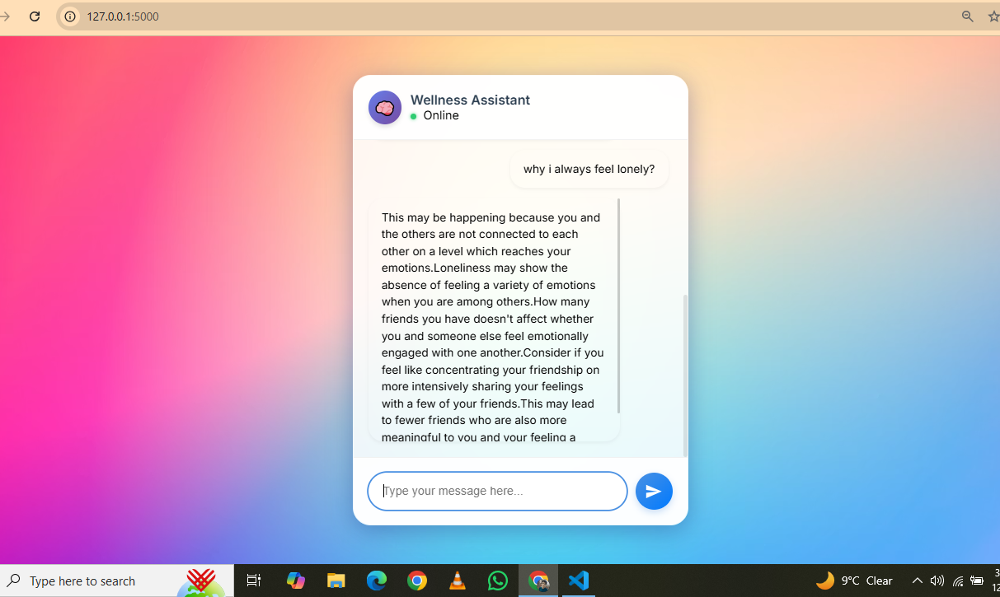 127.0.0.1:5000
Wellness Assistant
Online
why i always feel lonely?
This may be happening because you and
the others are not connected to each
other on a level which reaches your
emotions.Loneliness may show the
absence of feeling a variety of emotions
when you are among others.How many
friends you have doesn't affect whether
you and someone else feel emotionally
engaged with one another.Consider if you
feel like concentrating your friendship on
more intensively sharing your feelings
with a few of your friends.This may lead
to fewer friends who are also more
meaningful to you and your feeling a
Type your message here...
Type here to search
9°C Clear